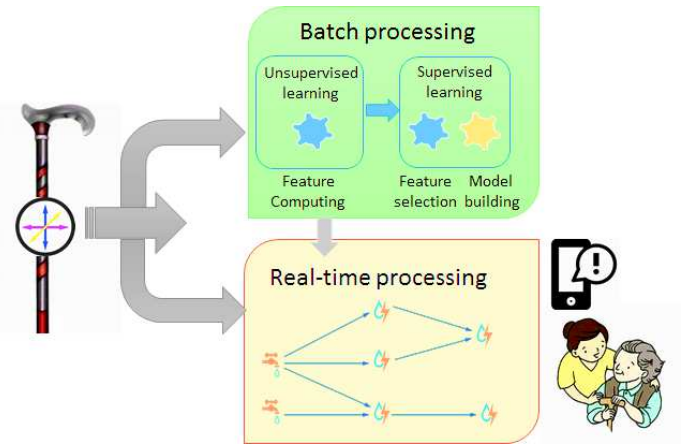 Batch processing
Unsupervised
learning
Supervised
learning
Feature
Computing
Feature
selection
Model
building
Real-time processing
!